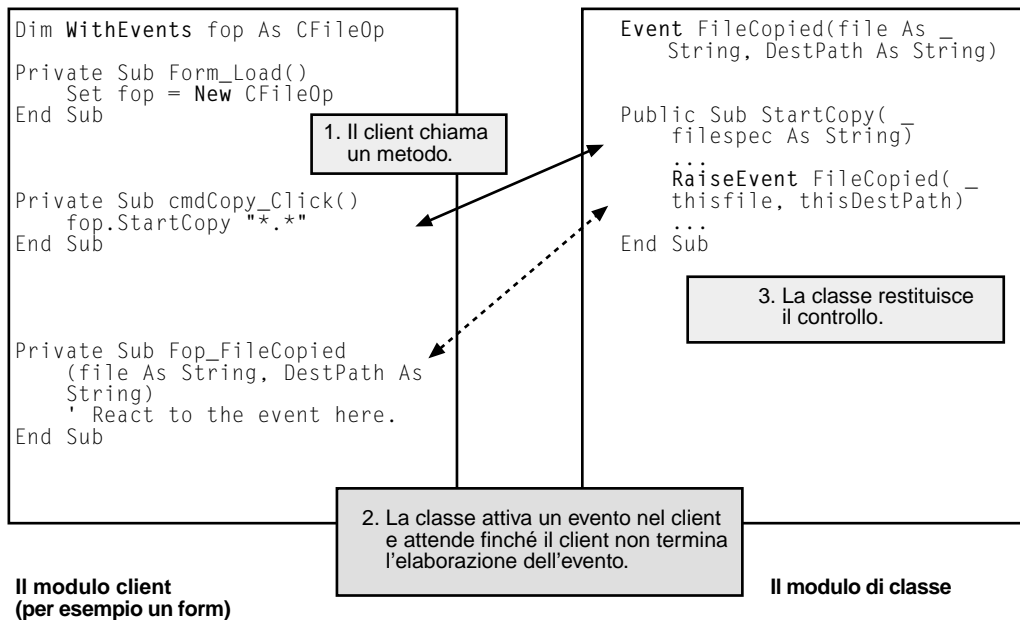 Dim WithEvents fop As CFileOp
Private Sub Form_Load()
    Set fop = New CFileOp
End Sub
1. Il client chiama
un metodo.
Private Sub cmdCopy_Click()
    fop.StartCopy "*.*"
End Sub
Private Sub Fop_FileCopied
    (file As String, DestPath As
    String)
    ' React to the event here.
End Sub
Event FileCopied(file As _
    String, DestPath As String)
Public Sub StartCopy( _
    filespec As String)
    ...
    RaiseEvent FileCopied( _
    thisfile, thisDestPath)
    ...
End Sub
3. La classe restituisce
il controllo.
2. La classe attiva un evento nel client
e attende finché il client non termina
l'elaborazione dell'evento.
Il modulo client
(per esempio un form)
Il modulo di classe